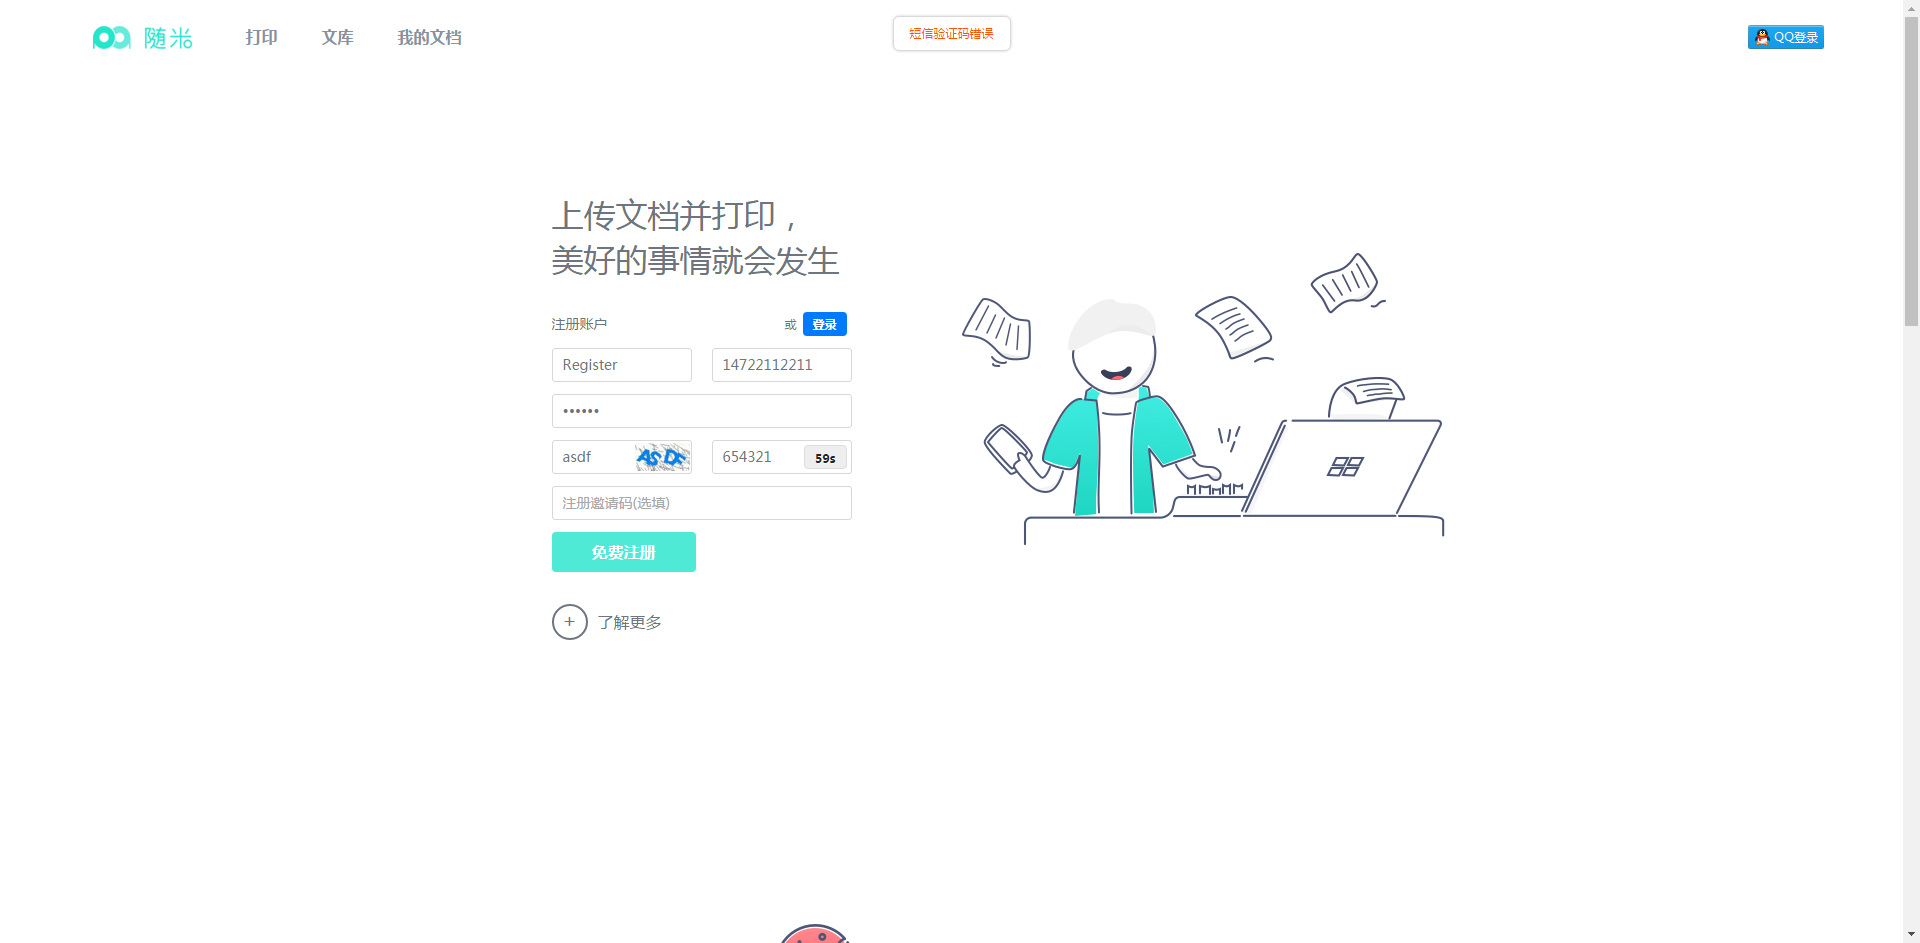 随米
打印
文库
我的文档
短信验证码错误
QQ登录
上传文档并打印，
美好的事情就会发生
注册账户
或
登录
Register
14722112211
••••••
asdf
ASDF
654321
59s
注册邀请码(选填)
免费注册
+
了解更多